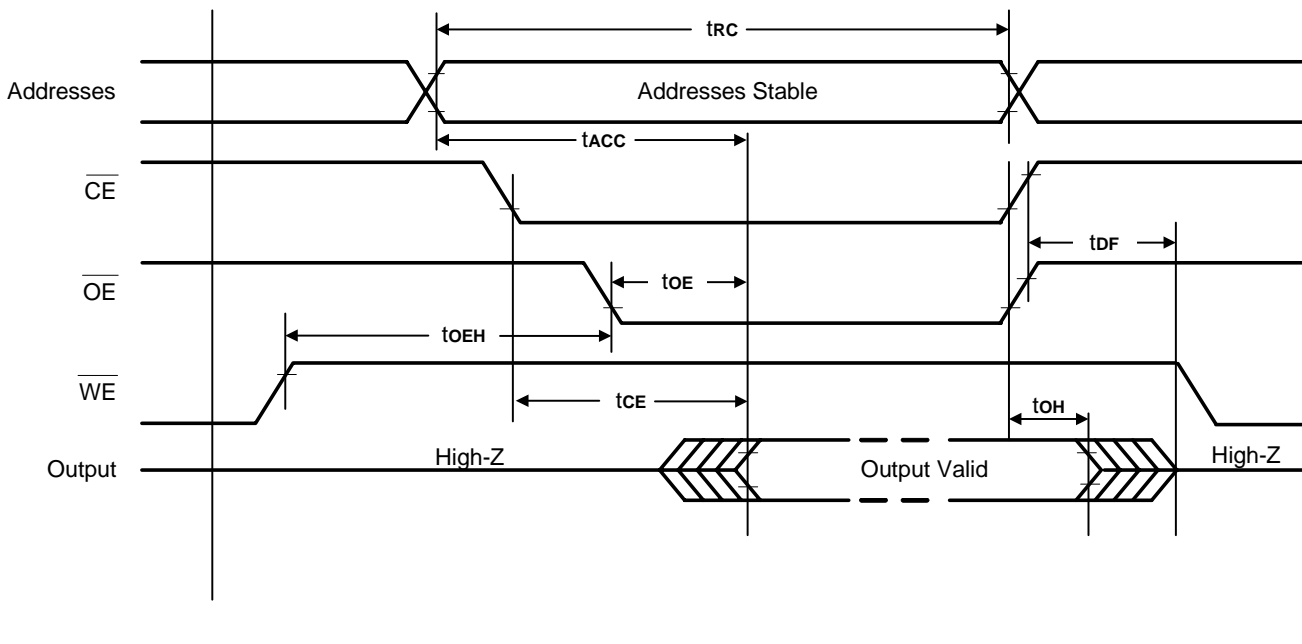 tRC
Addresses
Addresses Stable
tACC
CE
tDF
OE
tOE
tOEH
WE
tCE
tOH
Output
High-Z
Output Valid
High-Z